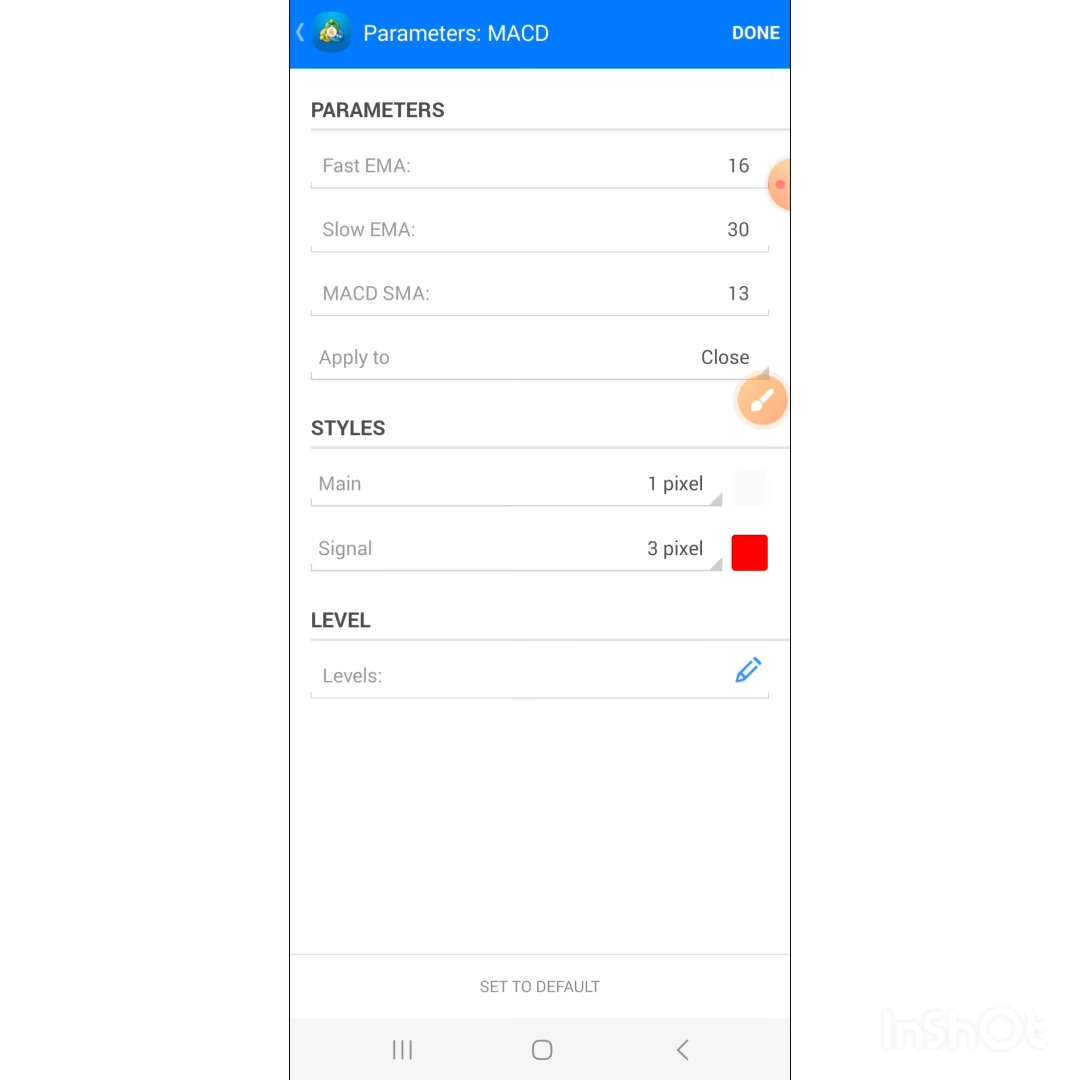 Parameters: MACD DONE
PARAMETERS
Fast EMA: 16
Slow EMA: 30
MACD SMA: 13
Apply to Close
STYLES
Main 1 pixel
Signal 3 pixel
LEVEL
Levels:
SET TO DEFAULT
InShOt